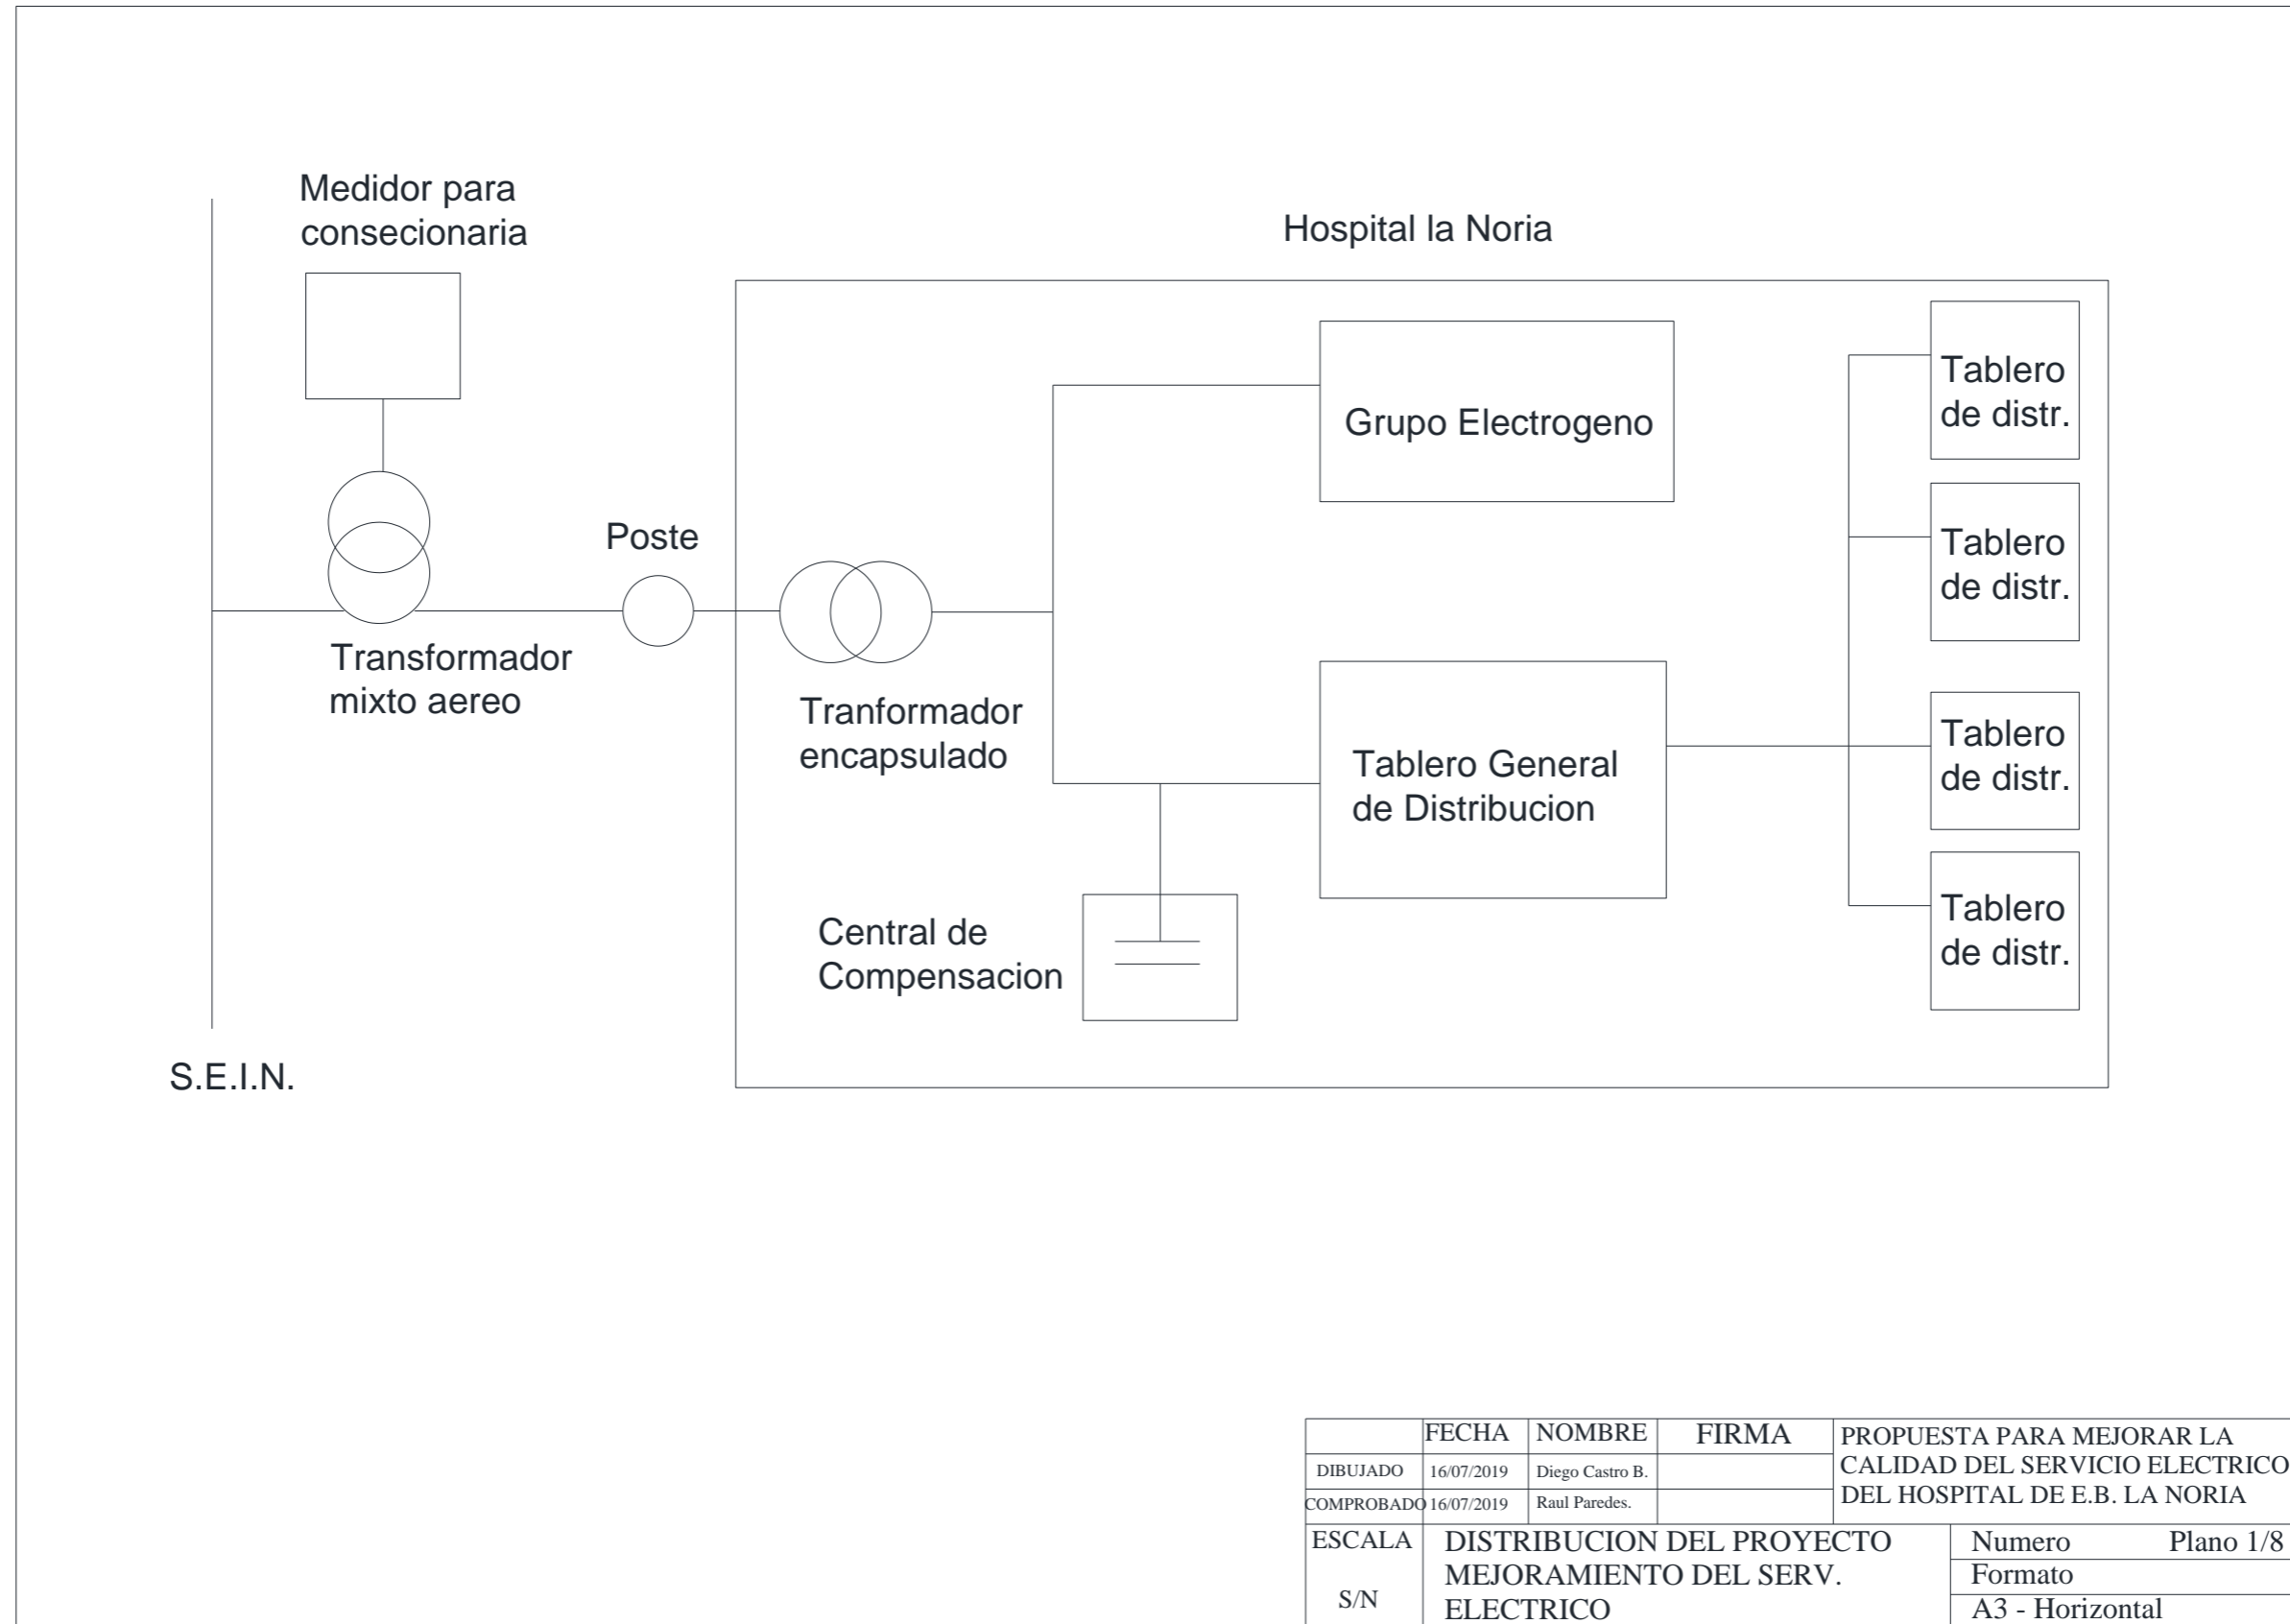 Medidor para
consecionaria
Hospital la Noria
Grupo Electrogeno
Tablero
de distr.
Tablero
de distr.
Poste
Transformador
mixto aereo
Tranformador
encapsulado
Tablero General
de Distribucion
Tablero
de distr.
Tablero
de distr.
Central de
Compensacion
S.E.I.N.
FECHA NOMBRE FIRMA
DIBUJADO 16/07/2019 Diego Castro B.
COMPROBADO 16/07/2019 Raul Paredes.
PROPUESTA PARA MEJORAR LA
CALIDAD DEL SERVICIO ELECTRICO
DEL HOSPITAL DE E.B. LA NORIA
ESCALA
S/N
DISTRIBUCION DEL PROYECTO
MEJORAMIENTO DEL SERV.
ELECTRICO
Numero Plano 1/8
Formato
A3 - Horizontal